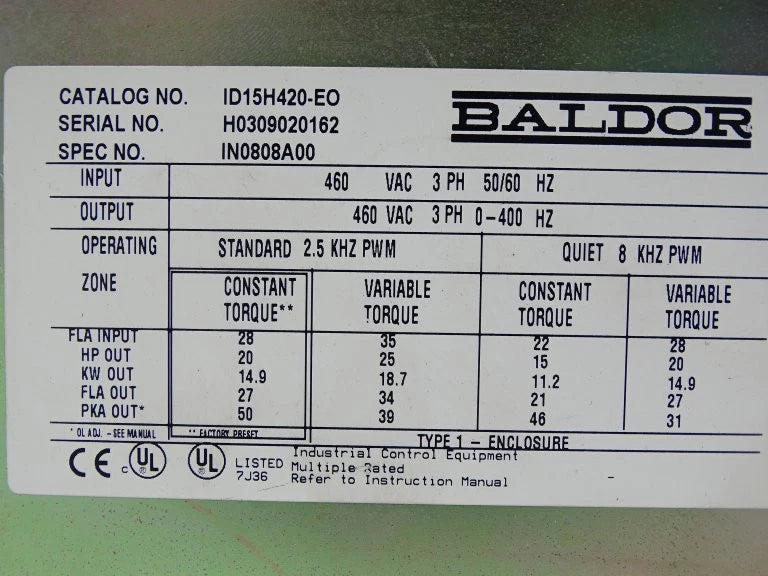 CATALOG NO. ID15H420-EO
SERIAL NO. H0309020162
SPEC NO. IN0808A00
BALDOR
INPUT 460 VAC 3 PH 50/60 HZ
OUTPUT 460 VAC 3 PH 0-400 HZ
OPERATING STANDARD 2.5 KHZ PWM QUIET 8 KHZ PWM
ZONE CONSTANT VARIABLE CONSTANT VARIABLE
TORQUE** TORQUE TORQUE TORQUE
FLA INPUT 28 35 22 28
HP OUT 20 25 15 20
KW OUT 14.9 18.7 11.2 14.9
FLA OUT 27 34 21 27
PKA OUT* 50 39 46 31
* OL ADJ. - SEE MANUAL ** FACTORY PRESET TYPE 1 - ENCLOSURE
CE c UL ® UL ® LISTED 7J36
Industrial Control Equipment
Multiple Rated
Refer to Instruction Manual